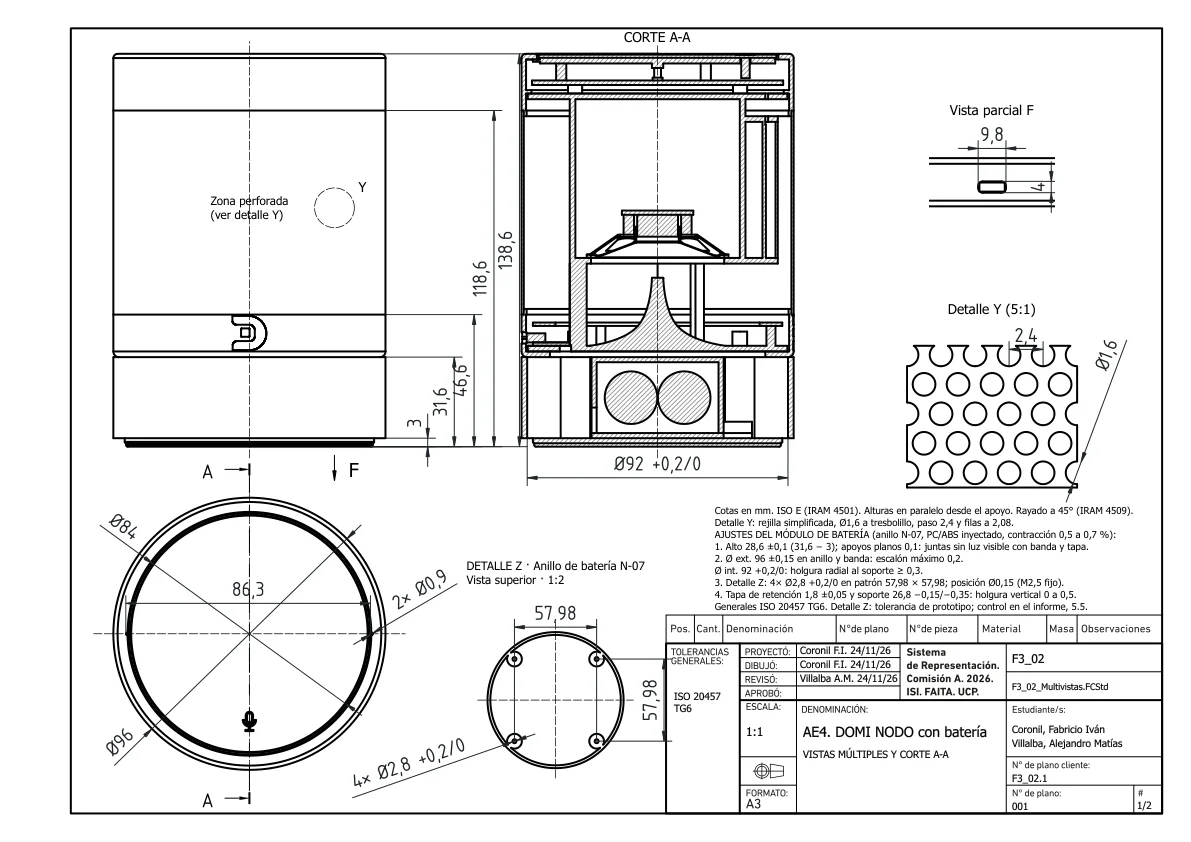 CORTE A-A
Vista parcial F
9,8
4
Zona perforada
(ver detalle Y)
Y
138,6
118,6
46,6
31,6
3
Detalle Y (5:1)
2,4
Ø1,6
A
F
Ø92 +0,2/0
Cotas en mm. ISO E (IRAM 4501). Alturas en paralelo desde el apoyo. Rayado a 45° (IRAM 4509).
Detalle Y: rejilla simplificada, Ø1,6 a tresbolillo, paso 2,4 y filas a 2,08.
AJUSTES DEL MÓDULO DE BATERÍA (anillo N-07, PC/ABS inyectado, contracción 0,5 a 0,7 %):
1. Alto 28,6 ±0,1 (31,6 − 3); apoyos planos 0,1: juntas sin luz visible con banda y tapa.
2. Ø ext. 96 ±0,15 en anillo y banda: escalón máximo 0,2.
Ø int. 92 +0,2/0: holgura radial al soporte ≥ 0,3.
3. Detalle Z: 4× Ø2,8 +0,2/0 en patrón 57,98 × 57,98; posición Ø0,15 (M2,5 fijo).
4. Tapa de retención 1,8 ±0,05 y soporte 26,8 −0,15/−0,35: holgura vertical 0 a 0,5.
Generales ISO 20457 TG6. Detalle Z: tolerancia de prototipo; control en el informe, 5.5.
Ø84
86,3
2× Ø0,9
Ø96
A
DETALLE Z · Anillo de batería N-07
Vista superior · 1:2
57,98
57,98
4× Ø2,8 +0,2/0
Pos. Cant. Denominación N°de plano N°de pieza Material Masa Observaciones
TOLERANCIAS
GENERALES:
ISO 20457
TG6
PROYECTÓ: Coronil F.I. 24/11/26
DIBUJÓ: Coronil F.I. 24/11/26
REVISÓ: Villalba A.M. 24/11/26
APROBÓ:
Sistema
de Representación.
Comisión A. 2026.
ISI. FAITA. UCP.
F3_02
F3_02_Multivistas.FCStd
ESCALA:
1:1
DENOMINACIÓN:
AE4. DOMI NODO con batería
VISTAS MÚLTIPLES Y CORTE A-A
Estudiante/s:
Coronil, Fabricio Iván
Villalba, Alejandro Matías
N° de plano cliente:
F3_02.1
FORMATO:
A3
N° de plano:
001
#
1/2